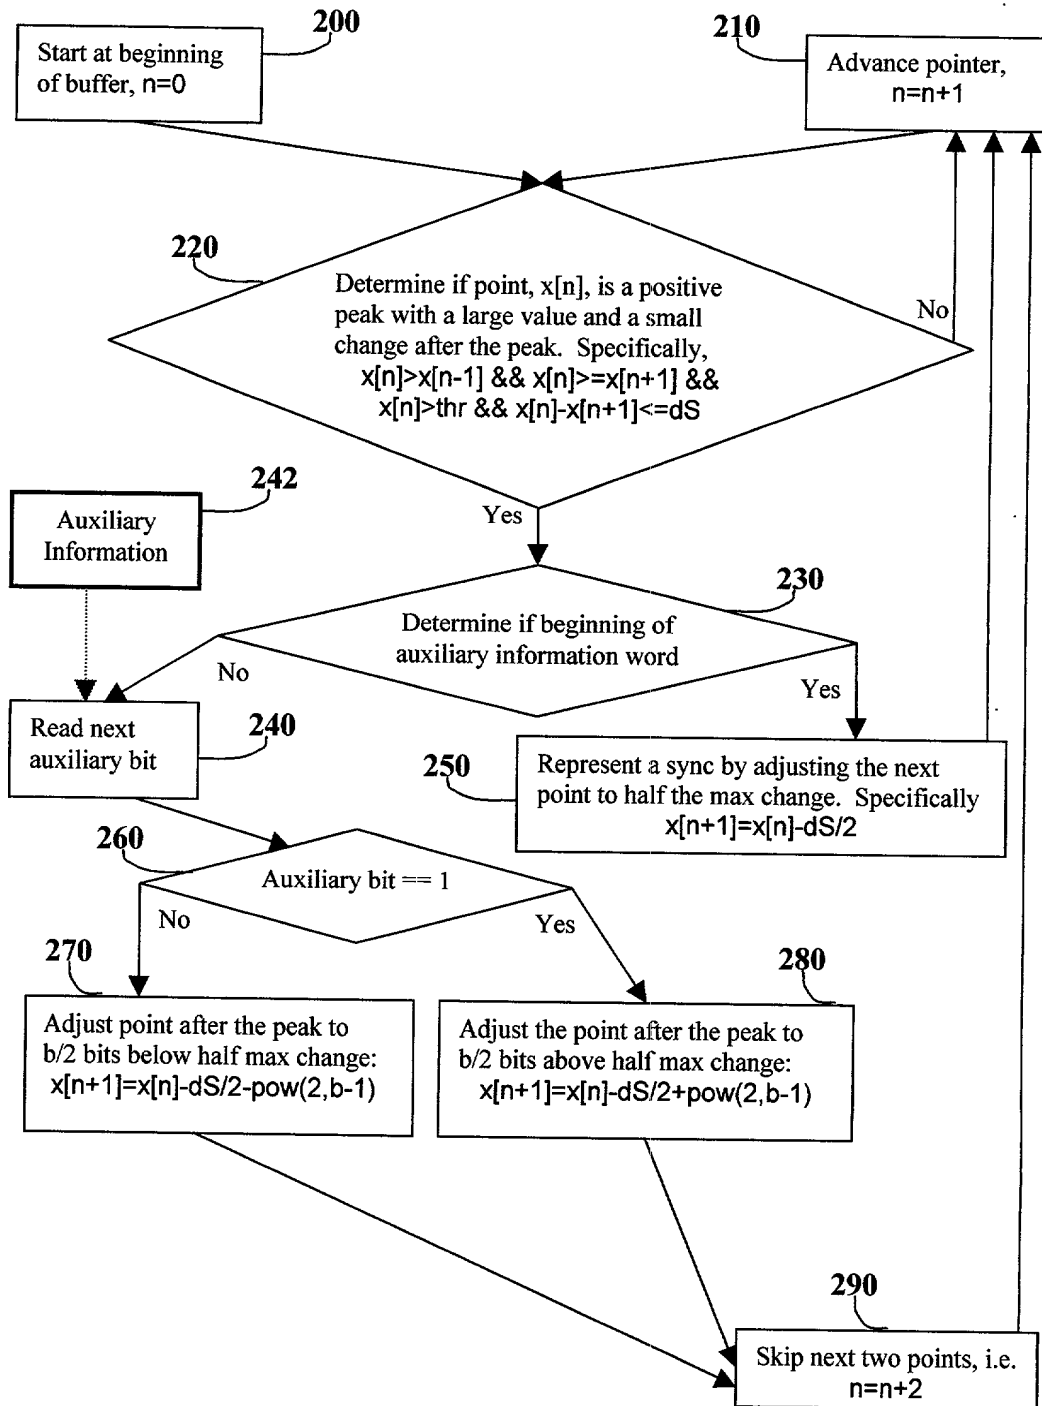 200
Start at beginning
of buffer, n=0
210
Advance pointer,
n=n+1
220
Determine if point, x[n], is a positive
peak with a large value and a small
change after the peak. Specifically,
x[n]>x[n-1] && x[n]>=x[n+1] &&
x[n]>thr && x[n]-x[n+1]<=dS
No
Yes
242
Auxiliary
Information
230
Determine if beginning of
auxiliary information word
No
Yes
240
Read next
auxiliary bit
250
Represent a sync by adjusting the next
point to half the max change. Specifically
x[n+1]=x[n]-dS/2
260
Auxiliary bit == 1
No
Yes
270
Adjust point after the peak to
b/2 bits below half max change:
x[n+1]=x[n]-dS/2-pow(2,b-1)
280
Adjust the point after the peak to
b/2 bits above half max change:
x[n+1]=x[n]-dS/2+pow(2,b-1)
290
Skip next two points, i.e.
n=n+2